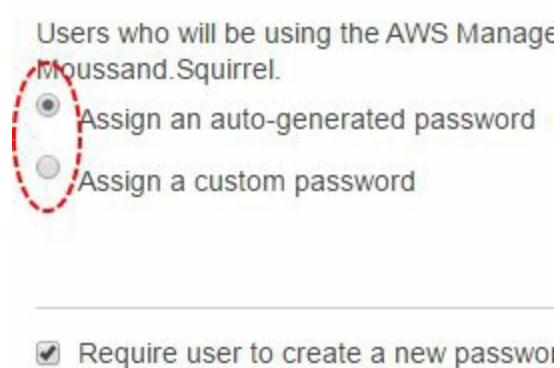 Users who will be using the AWS Manage
Moussand.Squirrel.
Assign an auto-generated password
Assign a custom password
Require user to create a new passwor